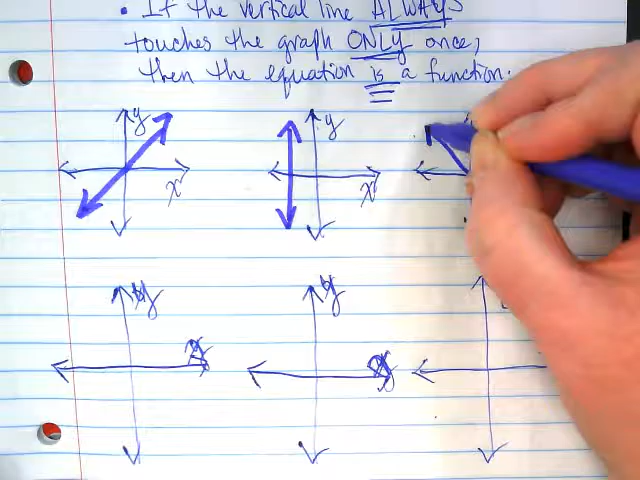 • If the vertical line ALWAYS
touches the graph ONLY once,
then the equation is a function.
y y
x x
y y